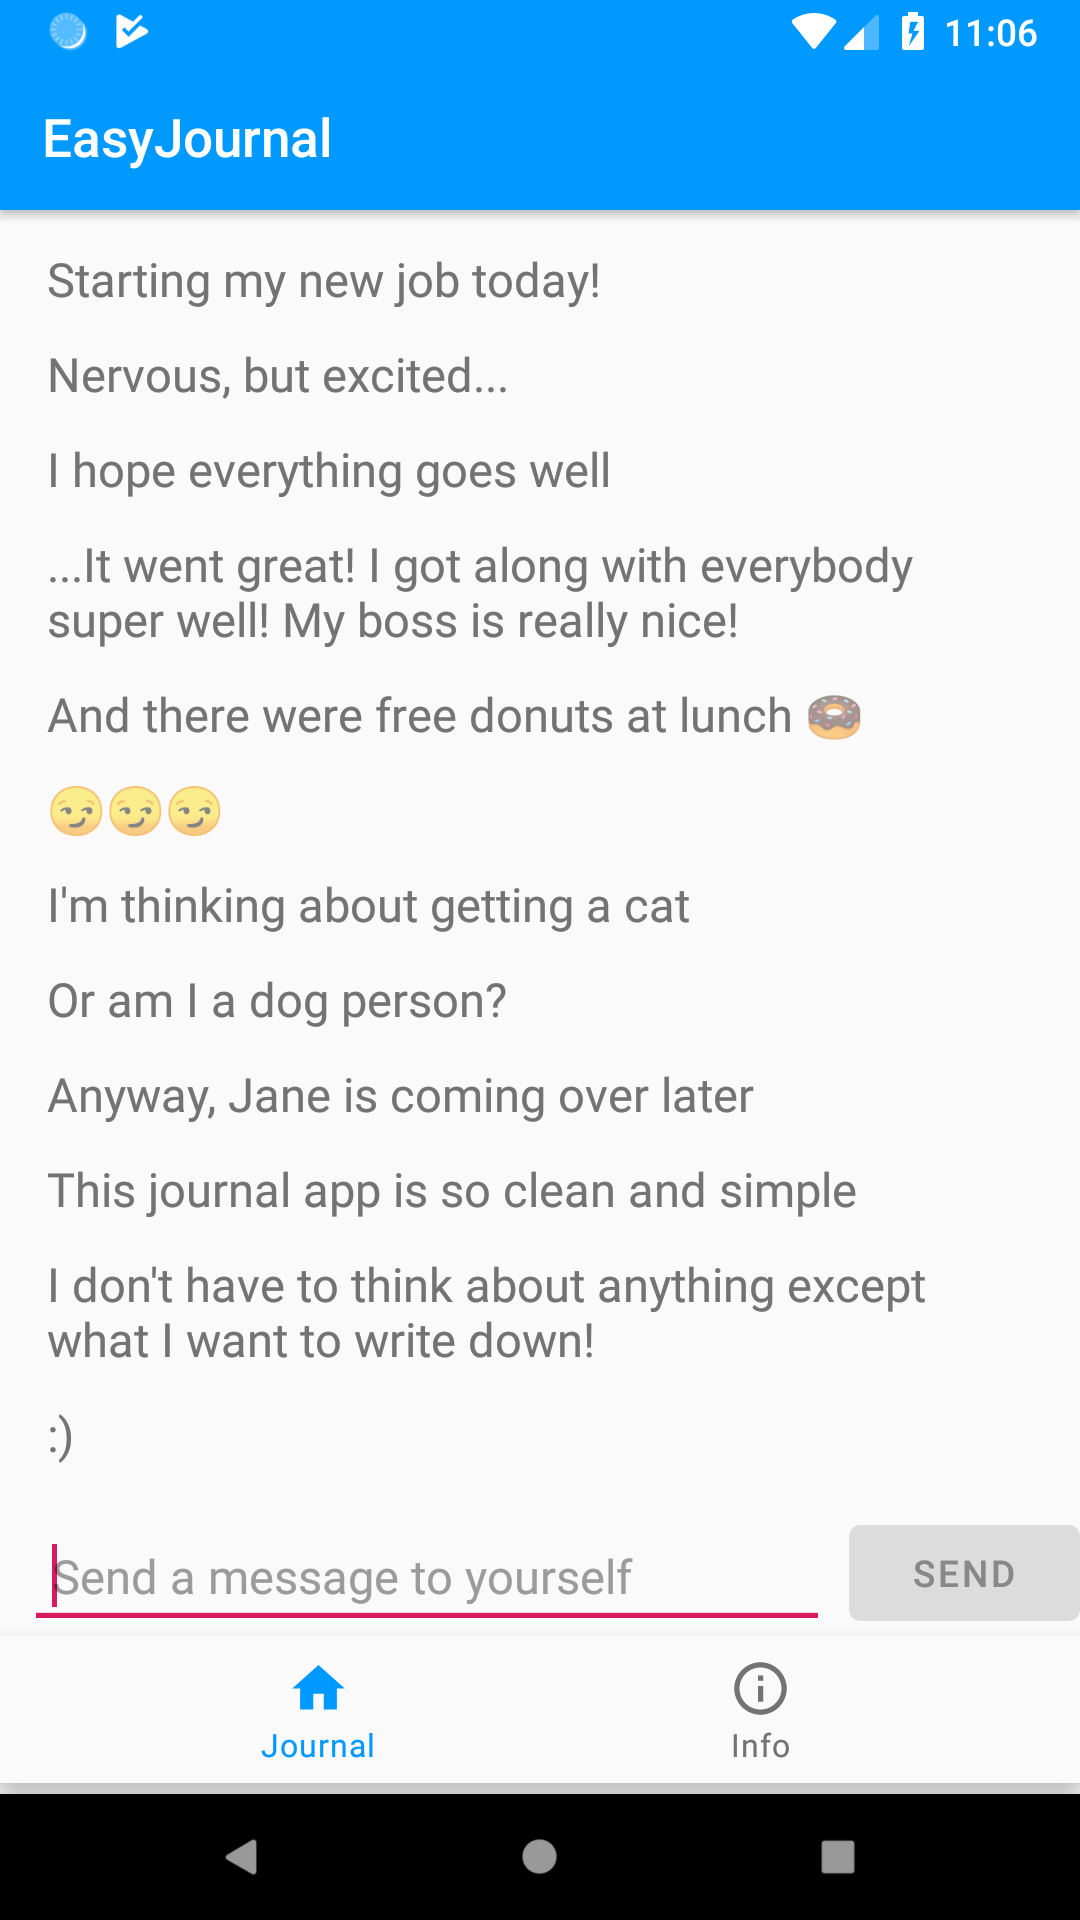 11:06
EasyJournal
Starting my new job today!
Nervous, but excited...
I hope everything goes well
...It went great! I got along with everybody
super well! My boss is really nice!
And there were free donuts at lunch 🍩
😏😏😏
I'm thinking about getting a cat
Or am I a dog person?
Anyway, Jane is coming over later
This journal app is so clean and simple
I don't have to think about anything except
what I want to write down!
:)
Send a message to yourself
SEND
Journal
Info